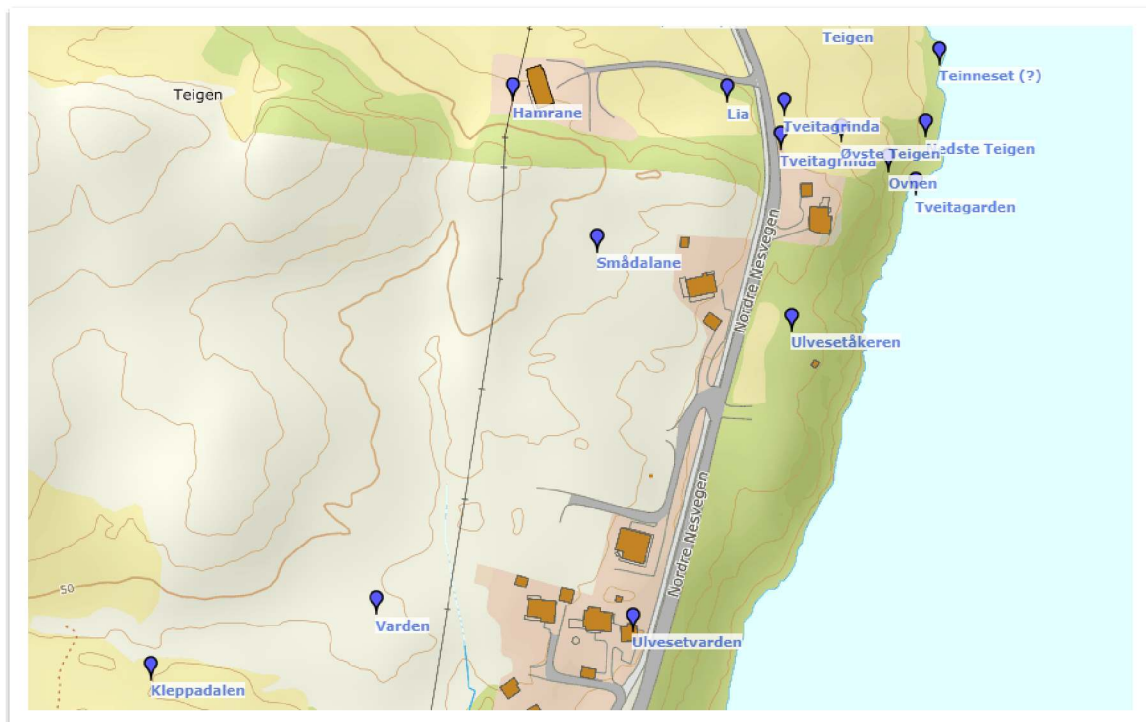 Teigen
Teinneset (?)
Teigen
Hamrane
Lia
Tveitagrinda
Tveitagrinda
Øvste Teigen
Nedste Teigen
Ovnen
Tveitagarden
Smådalane
Nordre Nesvegen
Ulvesetåkeren
Nordre Nesvegen
50
Varden
Ulvesetvarden
Kleppadalen